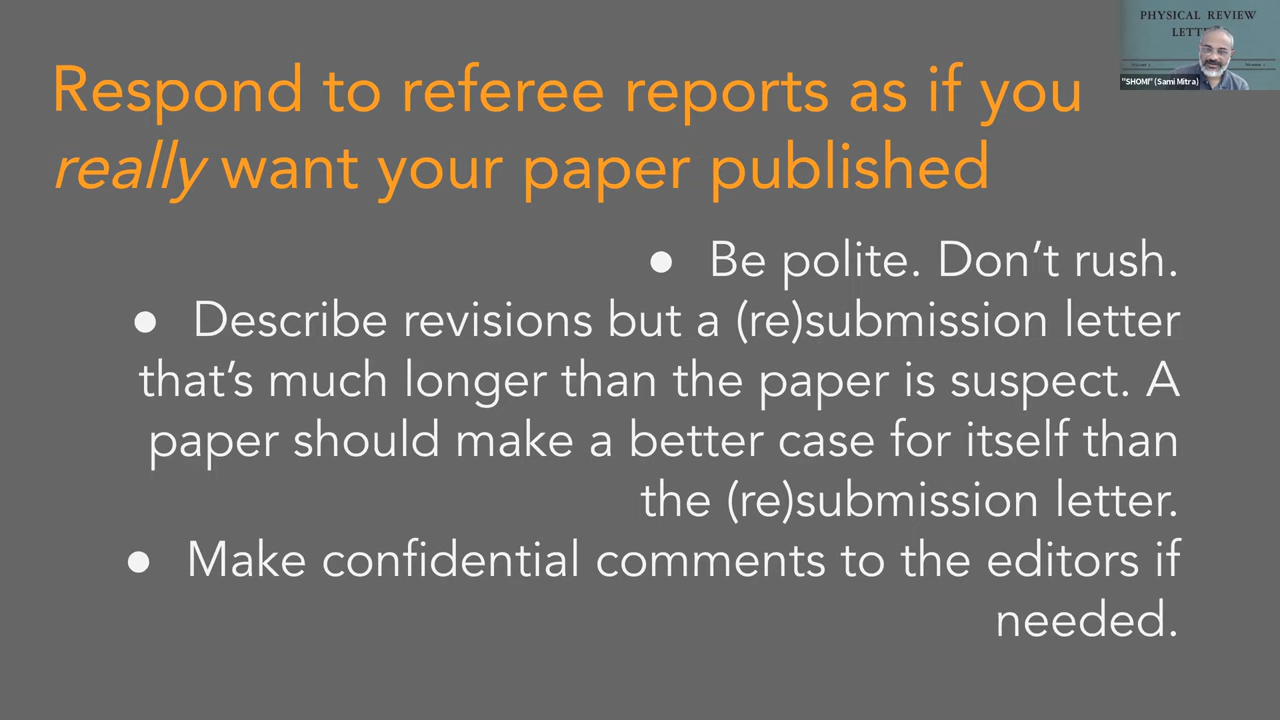 PHYSICAL REVIEW
"SHOMI" (Sami Mitra)
Respond to referee reports as if you
really want your paper published
● Be polite. Don’t rush.
● Describe revisions but a (re)submission letter
that’s much longer than the paper is suspect. A
paper should make a better case for itself than
the (re)submission letter.
● Make confidential comments to the editors if
needed.